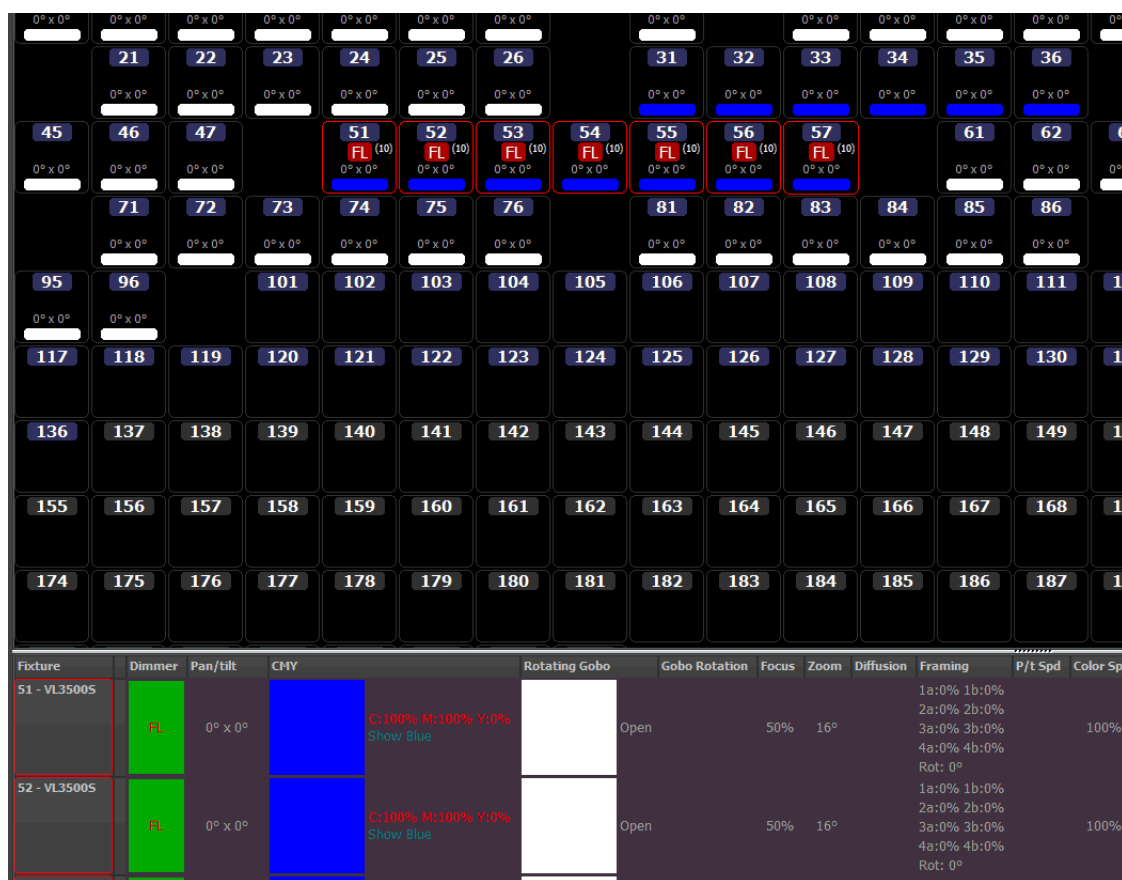 0° x 0° 0° x 0° 0° x 0° 0° x 0° 0° x 0° 0° x 0° 0° x 0° 0° x 0° 0° x 0° 0° x 0° 0° x 0° 0° x 0° 0°
21 22 23 24 25 26 31 32 33 34 35 36
0° x 0° 0° x 0° 0° x 0° 0° x 0° 0° x 0° 0° x 0° 0° x 0° 0° x 0° 0° x 0° 0° x 0° 0° x 0° 0° x 0°
45 46 47 51 52 53 54 55 56 57 61 62 6
FL (10) FL (10) FL (10) FL (10) FL (10) FL (10) FL (10)
0° x 0° 0° x 0° 0° x 0° 0° x 0° 0° x 0° 0° x 0° 0° x 0° 0° x 0° 0° x 0° 0° x 0° 0° x 0° 0° x 0° 0°
71 72 73 74 75 76 81 82 83 84 85 86
0° x 0° 0° x 0° 0° x 0° 0° x 0° 0° x 0° 0° x 0° 0° x 0° 0° x 0° 0° x 0° 0° x 0° 0° x 0° 0° x 0°
95 96 101 102 103 104 105 106 107 108 109 110 111 1
0° x 0° 0° x 0°
117 118 119 120 121 122 123 124 125 126 127 128 129 130 1
136 137 138 139 140 141 142 143 144 145 146 147 148 149 1
155 156 157 158 159 160 161 162 163 164 165 166 167 168 1
174 175 176 177 178 179 180 181 182 183 184 185 186 187 1
Fixture Dimmer Pan/tilt CMY Rotating Gobo Gobo Rotation Focus Zoom Diffusion Framing P/t Spd Color Sp
51 - VL3500S
FL 0° x 0°
C:100% M:100% Y:0%
Show Blue
Open 50% 16°
1a:0% 1b:0%
2a:0% 2b:0%
3a:0% 3b:0%
4a:0% 4b:0%
Rot: 0°
100%
52 - VL3500S
FL 0° x 0°
C:100% M:100% Y:0%
Show Blue
Open 50% 16°
1a:0% 1b:0%
2a:0% 2b:0%
3a:0% 3b:0%
4a:0% 4b:0%
Rot: 0°
100%